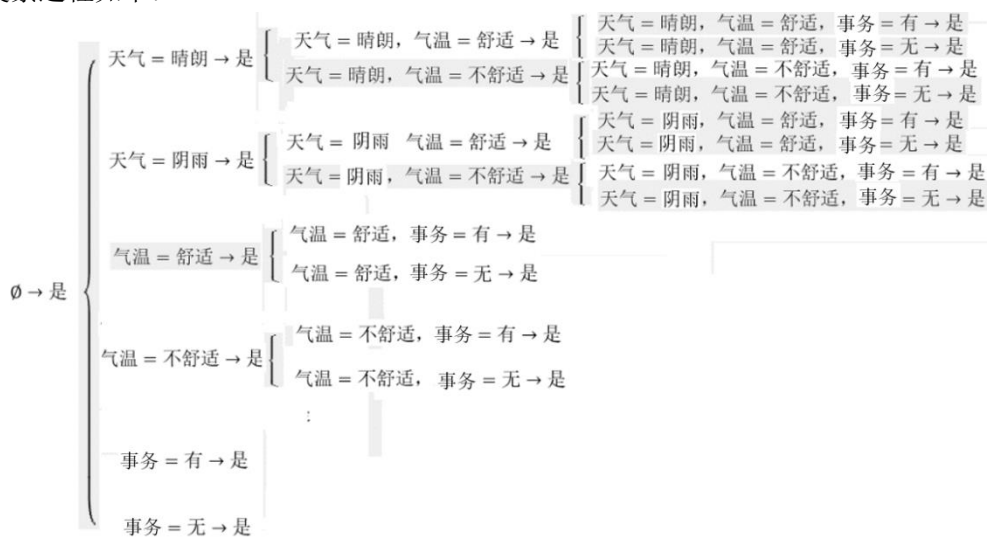 天气 = 晴朗，气温 = 舒适，事务 = 有 → 是
天气 = 晴朗，气温 = 舒适 → 是
天气 = 晴朗，气温 = 舒适，事务 = 无 → 是
天气 = 晴朗 → 是
天气 = 晴朗，气温 = 不舒适 → 是
天气 = 晴朗，气温 = 不舒适，事务 = 有 → 是
天气 = 晴朗，气温 = 不舒适，事务 = 无 → 是
天气 = 阴雨，气温 = 舒适，事务 = 有 → 是
天气 = 阴雨 气温 = 舒适 → 是
天气 = 阴雨，气温 = 舒适，事务 = 无 → 是
天气 = 阴雨 → 是
天气 = 阴雨，气温 = 不舒适 → 是
天气 = 阴雨，气温 = 不舒适，事务 = 有 → 是
天气 = 阴雨，气温 = 不舒适，事务 = 无 → 是
气温 = 舒适，事务 = 有 → 是
气温 = 舒适 → 是
气温 = 舒适，事务 = 无 → 是
∅ → 是
气温 = 不舒适，事务 = 有 → 是
气温 = 不舒适 → 是
气温 = 不舒适，事务 = 无 → 是
:
事务 = 有 → 是
事务 = 无 → 是